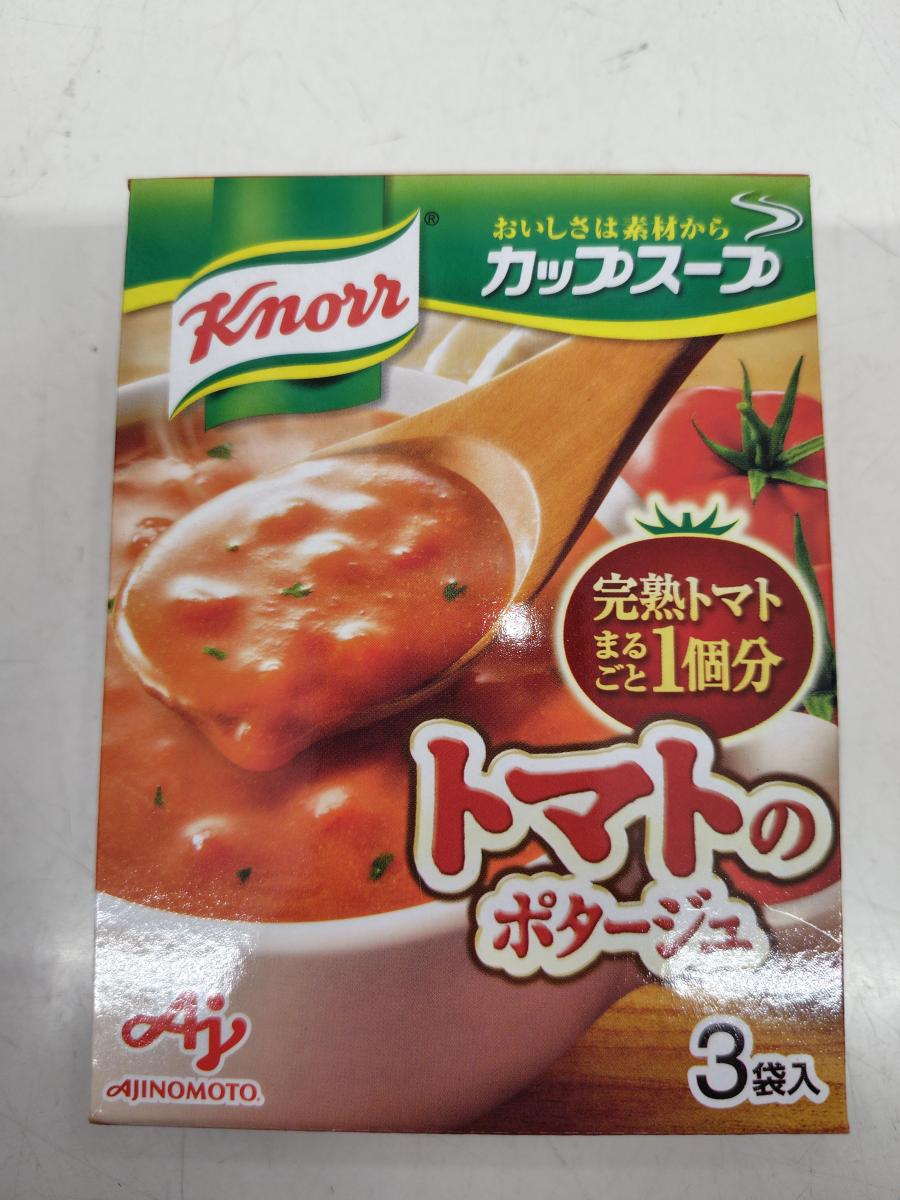 Knorr®
おいしさは素材から
カップスープ
完熟トマト
まるごと1個分
トマトの
ポタージュ
Aj
AJINOMOTO.
3袋入